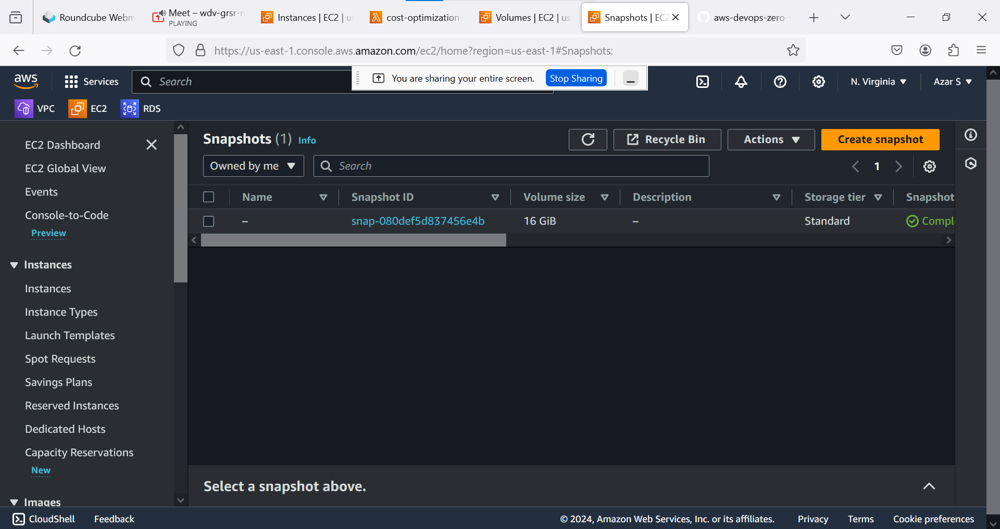 Roundcube Webm
Meet – wdv-grsr-m
PLAYING
Instances | EC2 | us
cost-optimization-
Volumes | EC2 | us
Snapshots | EC2
aws-devops-zero-t
https://us-east-1.console.aws.amazon.com/ec2/home?region=us-east-1#Snapshots:
aws
Services
Search
You are sharing your entire screen.
Stop Sharing
N. Virginia
Azar S
VPC
EC2
RDS
EC2 Dashboard
EC2 Global View
Events
Console-to-Code
Preview
Instances
Instances
Instance Types
Launch Templates
Spot Requests
Savings Plans
Reserved Instances
Dedicated Hosts
Capacity Reservations
New
Images
Snapshots (1) Info
Recycle Bin
Actions
Create snapshot
Owned by me
Search
1
Name
Snapshot ID
Volume size
Description
Storage tier
Snapshot
–
snap-080def5d837456e4b
16 GiB
–
Standard
Compl
Select a snapshot above.
CloudShell
Feedback
© 2024, Amazon Web Services, Inc. or its affiliates.
Privacy
Terms
Cookie preferences